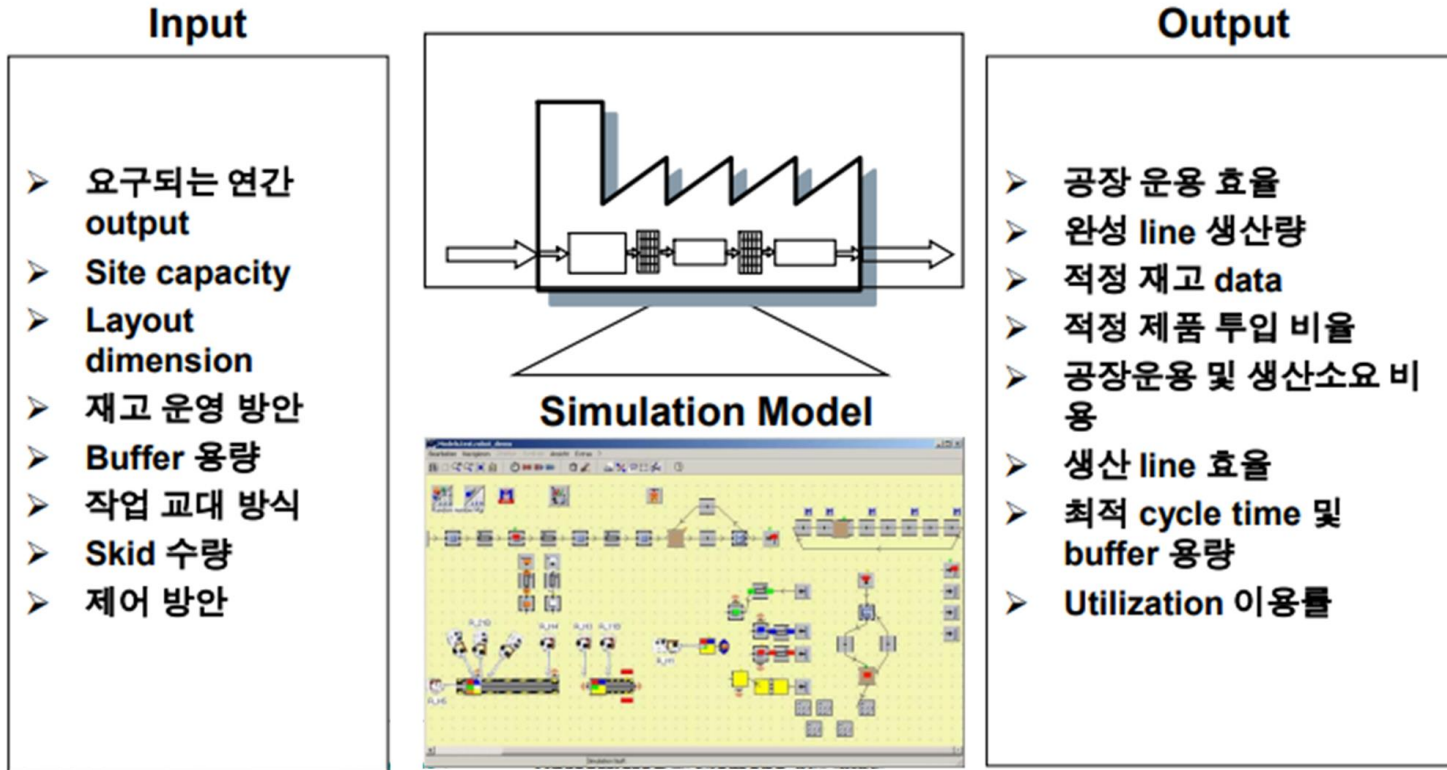 Input
요구되는 연간
output
Site capacity
Layout
dimension
재고 운영 방안
Buffer 용량
작업 교대 방식
Skid 수량
제어 방안
Simulation Model
Output
공장 운용 효율
완성 line 생산량
적정 재고 data
적정 제품 투입 비율
공장운용 및 생산소요 비
용
생산 line 효율
최적 cycle time 및
buffer 용량
Utilization 이용률